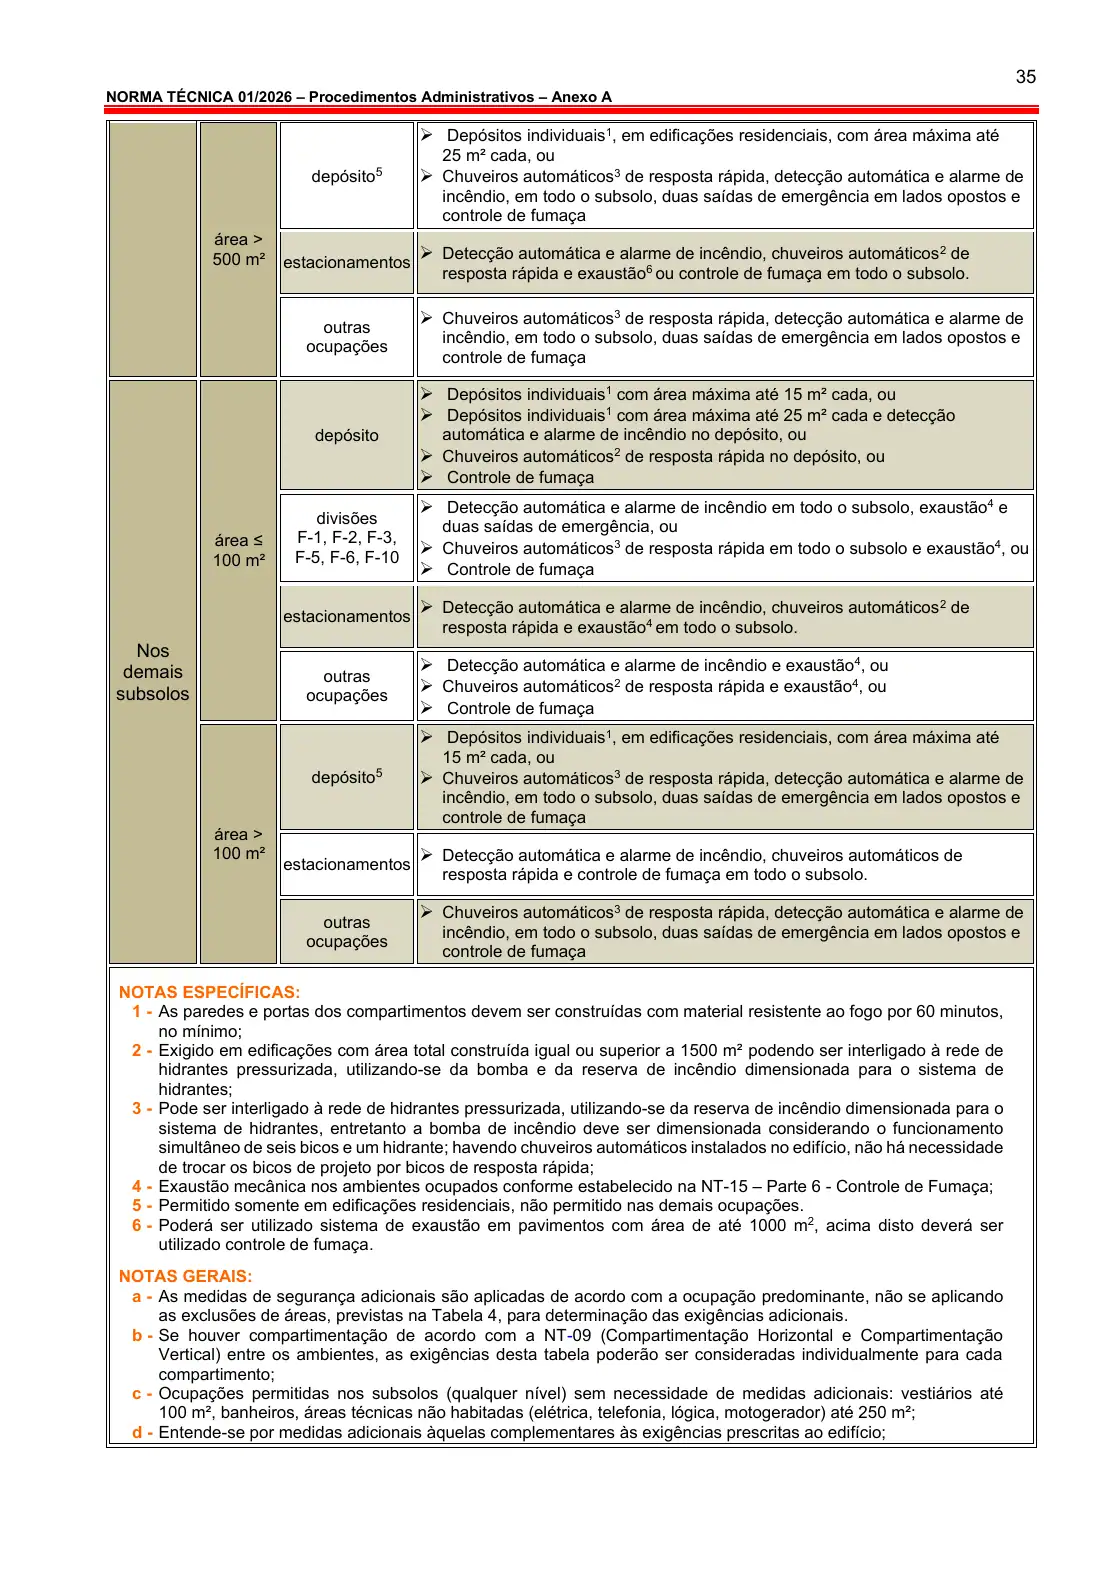 35
NORMA TÉCNICA 01/2026 – Procedimentos Administrativos – Anexo A
área >
500 m²
depósito5
➢ Depósitos individuais1, em edificações residenciais, com área máxima até
25 m² cada, ou
➢ Chuveiros automáticos3 de resposta rápida, detecção automática e alarme de
incêndio, em todo o subsolo, duas saídas de emergência em lados opostos e
controle de fumaça
estacionamentos
➢ Detecção automática e alarme de incêndio, chuveiros automáticos2 de
resposta rápida e exaustão6 ou controle de fumaça em todo o subsolo.
outras
ocupações
➢ Chuveiros automáticos3 de resposta rápida, detecção automática e alarme de
incêndio, em todo o subsolo, duas saídas de emergência em lados opostos e
controle de fumaça
Nos
demais
subsolos
área ≤
100 m²
depósito
➢ Depósitos individuais1 com área máxima até 15 m² cada, ou
➢ Depósitos individuais1 com área máxima até 25 m² cada e detecção
automática e alarme de incêndio no depósito, ou
➢ Chuveiros automáticos2 de resposta rápida no depósito, ou
➢ Controle de fumaça
divisões
F-1, F-2, F-3,
F-5, F-6, F-10
➢ Detecção automática e alarme de incêndio em todo o subsolo, exaustão4 e
duas saídas de emergência, ou
➢ Chuveiros automáticos3 de resposta rápida em todo o subsolo e exaustão4, ou
➢ Controle de fumaça
estacionamentos
➢ Detecção automática e alarme de incêndio, chuveiros automáticos2 de
resposta rápida e exaustão4 em todo o subsolo.
outras
ocupações
➢ Detecção automática e alarme de incêndio e exaustão4, ou
➢ Chuveiros automáticos2 de resposta rápida e exaustão4, ou
➢ Controle de fumaça
área >
100 m²
depósito5
➢ Depósitos individuais1, em edificações residenciais, com área máxima até
15 m² cada, ou
➢ Chuveiros automáticos3 de resposta rápida, detecção automática e alarme de
incêndio, em todo o subsolo, duas saídas de emergência em lados opostos e
controle de fumaça
estacionamentos
➢ Detecção automática e alarme de incêndio, chuveiros automáticos de
resposta rápida e controle de fumaça em todo o subsolo.
outras
ocupações
➢ Chuveiros automáticos3 de resposta rápida, detecção automática e alarme de
incêndio, em todo o subsolo, duas saídas de emergência em lados opostos e
controle de fumaça
NOTAS ESPECÍFICAS:
1 - As paredes e portas dos compartimentos devem ser construídas com material resistente ao fogo por 60 minutos,
no mínimo;
2 - Exigido em edificações com área total construída igual ou superior a 1500 m² podendo ser interligado à rede de
hidrantes pressurizada, utilizando-se da bomba e da reserva de incêndio dimensionada para o sistema de
hidrantes;
3 - Pode ser interligado à rede de hidrantes pressurizada, utilizando-se da reserva de incêndio dimensionada para o
sistema de hidrantes, entretanto a bomba de incêndio deve ser dimensionada considerando o funcionamento
simultâneo de seis bicos e um hidrante; havendo chuveiros automáticos instalados no edifício, não há necessidade
de trocar os bicos de projeto por bicos de resposta rápida;
4 - Exaustão mecânica nos ambientes ocupados conforme estabelecido na NT-15 – Parte 6 - Controle de Fumaça;
5 - Permitido somente em edificações residenciais, não permitido nas demais ocupações.
6 - Poderá ser utilizado sistema de exaustão em pavimentos com área de até 1000 m2, acima disto deverá ser
utilizado controle de fumaça.
NOTAS GERAIS:
a - As medidas de segurança adicionais são aplicadas de acordo com a ocupação predominante, não se aplicando
as exclusões de áreas, previstas na Tabela 4, para determinação das exigências adicionais.
b - Se houver compartimentação de acordo com a NT-09 (Compartimentação Horizontal e Compartimentação
Vertical) entre os ambientes, as exigências desta tabela poderão ser consideradas individualmente para cada
compartimento;
c - Ocupações permitidas nos subsolos (qualquer nível) sem necessidade de medidas adicionais: vestiários até
100 m², banheiros, áreas técnicas não habitadas (elétrica, telefonia, lógica, motogerador) até 250 m²;
d - Entende-se por medidas adicionais àquelas complementares às exigências prescritas ao edifício;